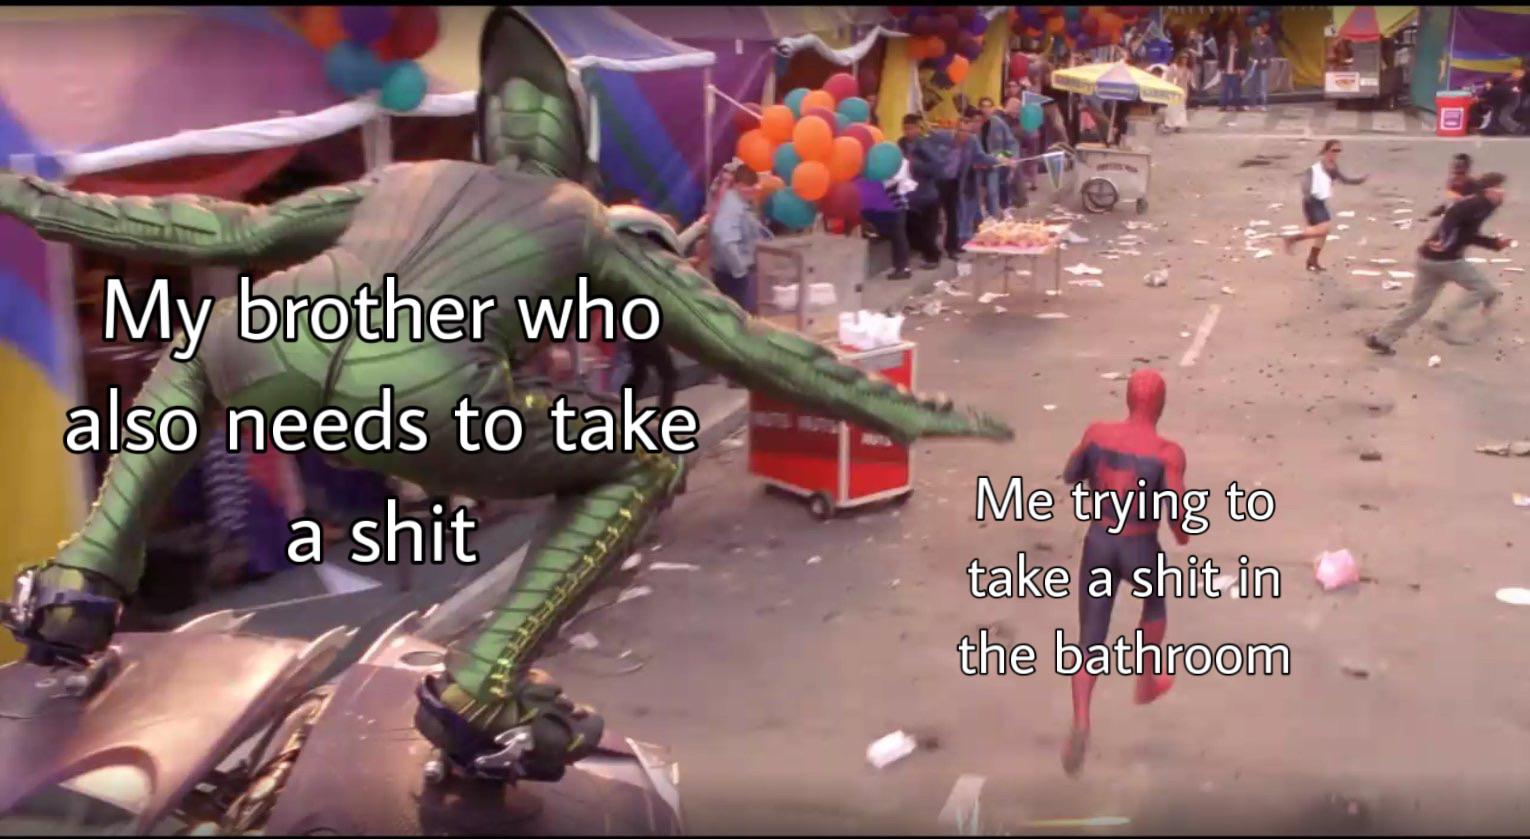 My brother who
also needs to take
a shit
Me trying to
take a shit in
the bathroom